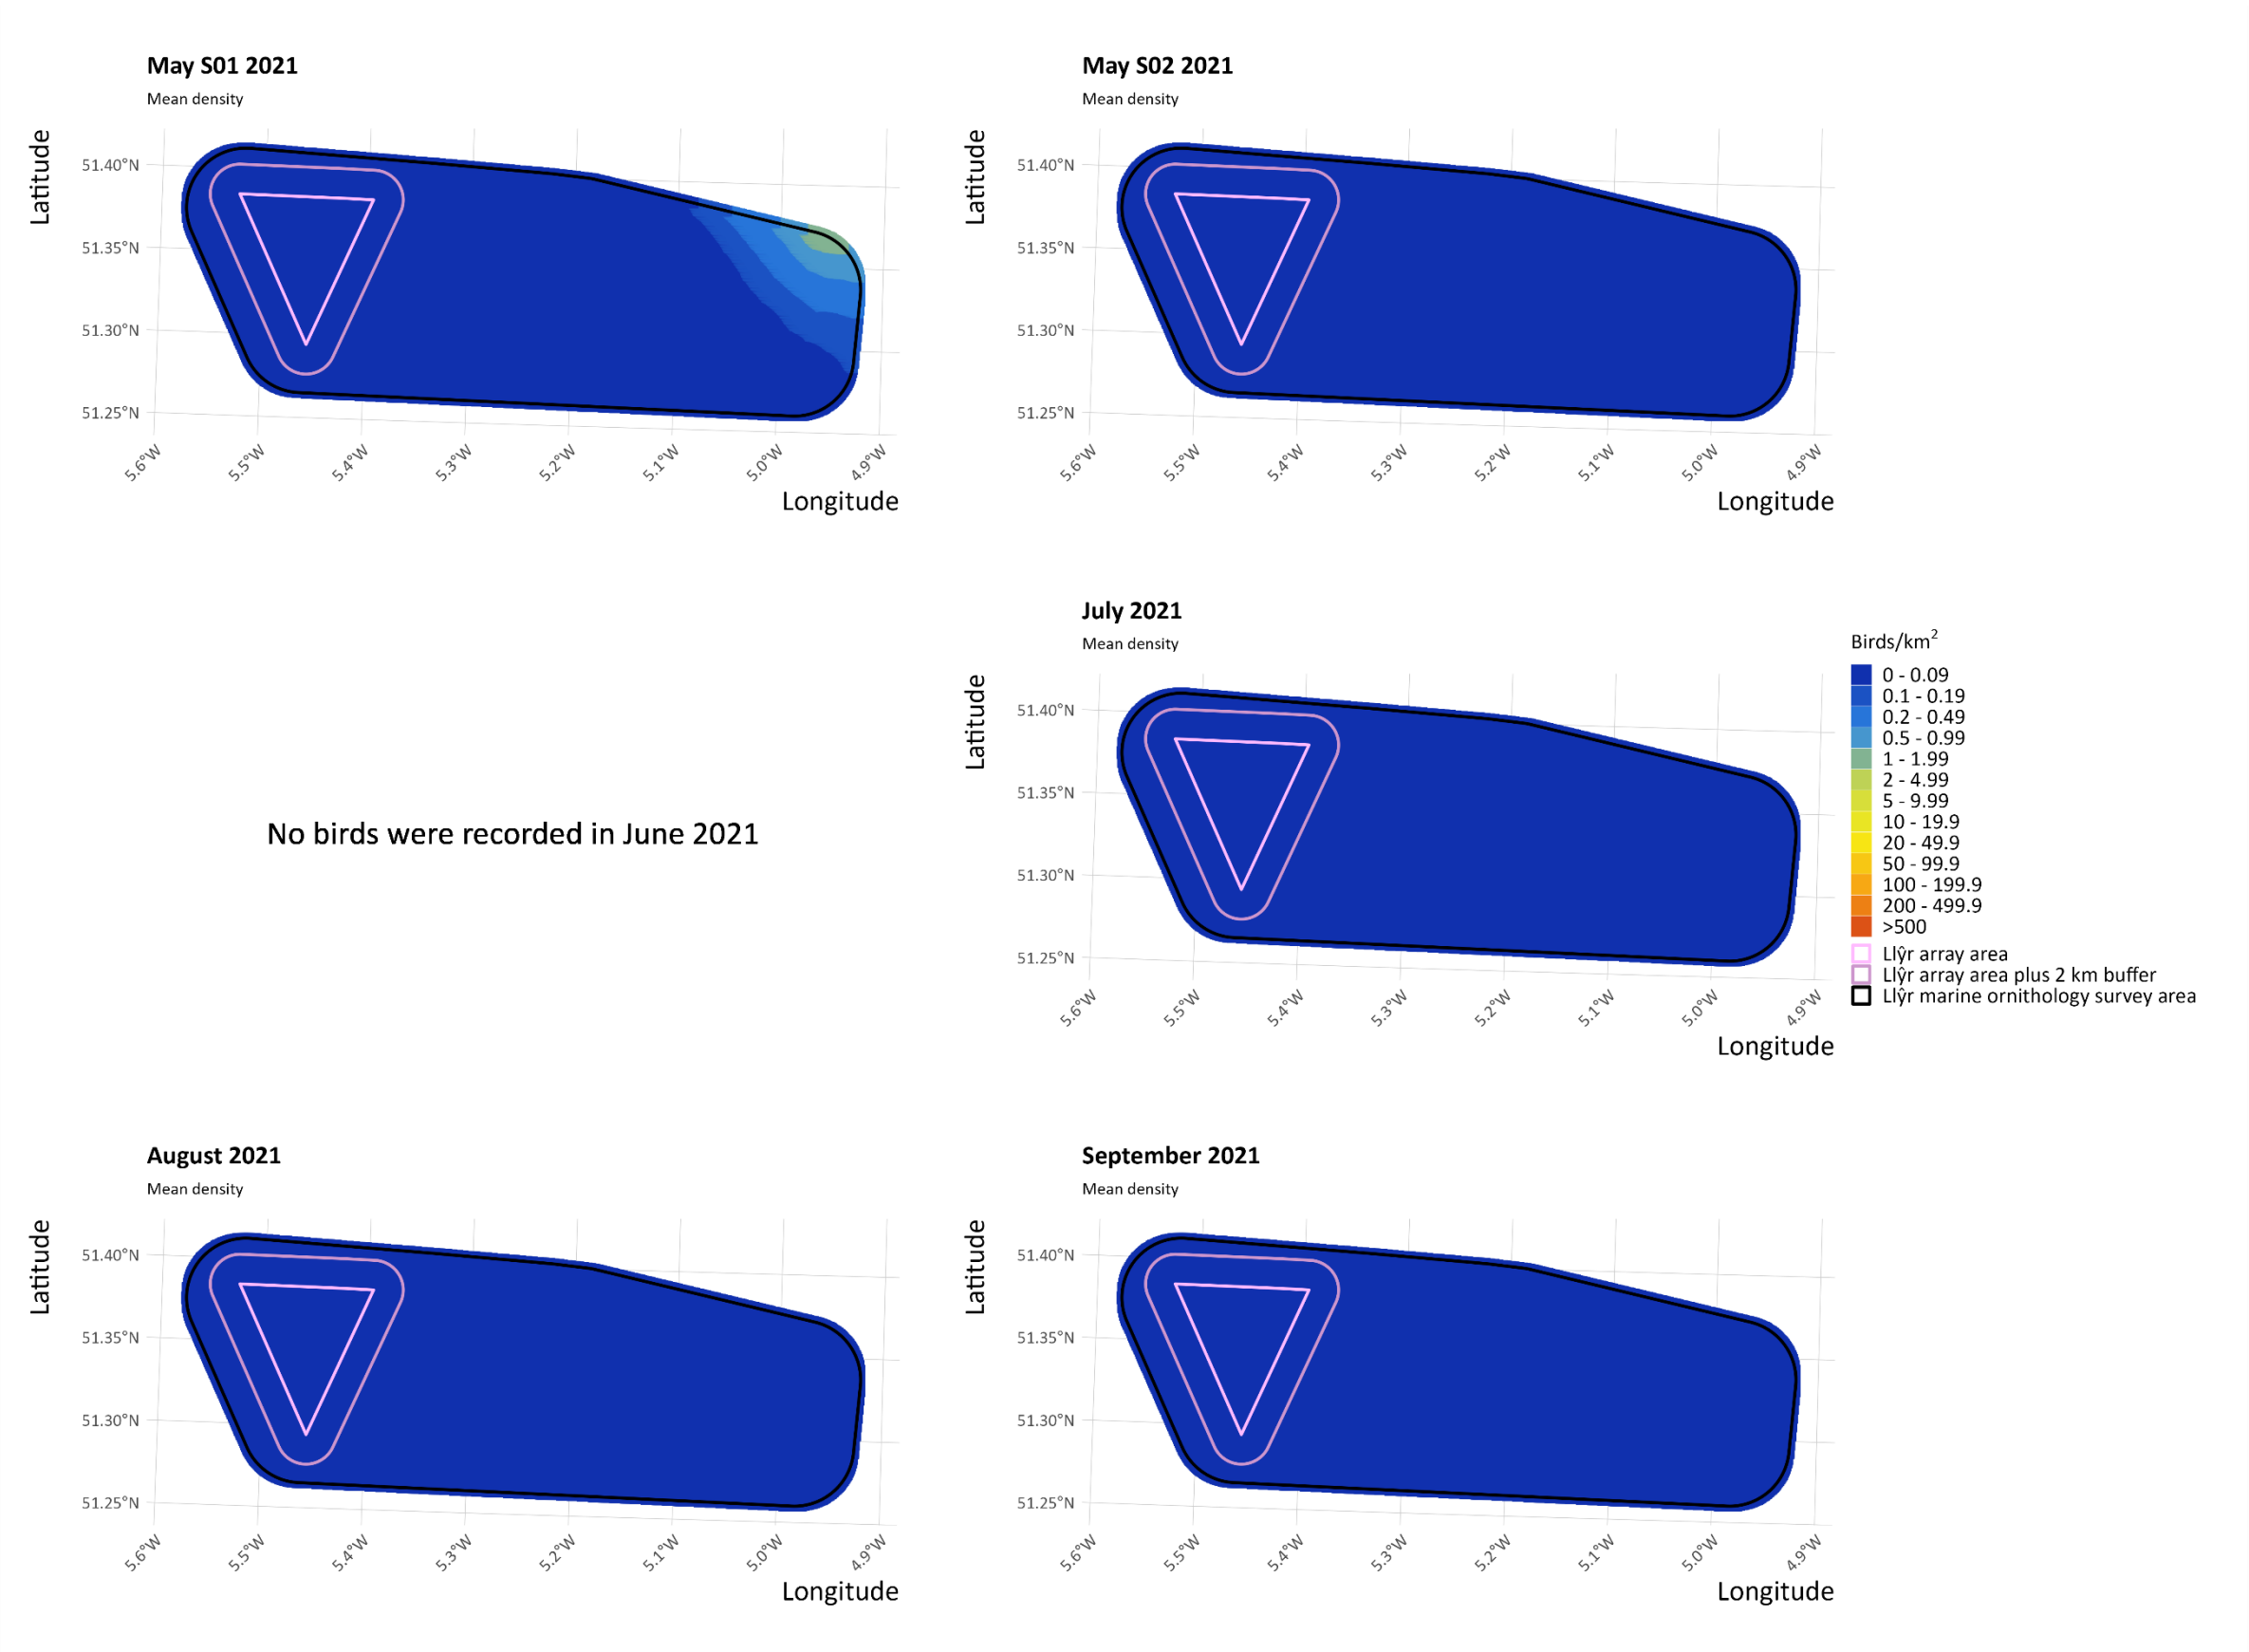 May S01 2021
Mean density
Latitude
51.40°N
51.35°N
51.30°N
51.25°N
5.6°W
5.5°W
5.4°W
5.3°W
5.2°W
5.1°W
5.0°W
4.9°W
Longitude
May S02 2021
Mean density
Latitude
51.40°N
51.35°N
51.30°N
51.25°N
5.6°W
5.5°W
5.4°W
5.3°W
5.2°W
5.1°W
5.0°W
4.9°W
Longitude
No birds were recorded in June 2021
July 2021
Mean density
Latitude
51.40°N
51.35°N
51.30°N
51.25°N
5.6°W
5.5°W
5.4°W
5.3°W
5.2°W
5.1°W
5.0°W
4.9°W
Longitude
Birds/km²
0 - 0.09
0.1 - 0.19
0.2 - 0.49
0.5 - 0.99
1 - 1.99
2 - 4.99
5 - 9.99
10 - 19.9
20 - 49.9
50 - 99.9
100 - 199.9
200 - 499.9
>500
Llŷr array area
Llŷr array area plus 2 km buffer
Llŷr marine ornithology survey area
August 2021
Mean density
Latitude
51.40°N
51.35°N
51.30°N
51.25°N
5.6°W
5.5°W
5.4°W
5.3°W
5.2°W
5.1°W
5.0°W
4.9°W
Longitude
September 2021
Mean density
Latitude
51.40°N
51.35°N
51.30°N
51.25°N
5.6°W
5.5°W
5.4°W
5.3°W
5.2°W
5.1°W
5.0°W
4.9°W
Longitude